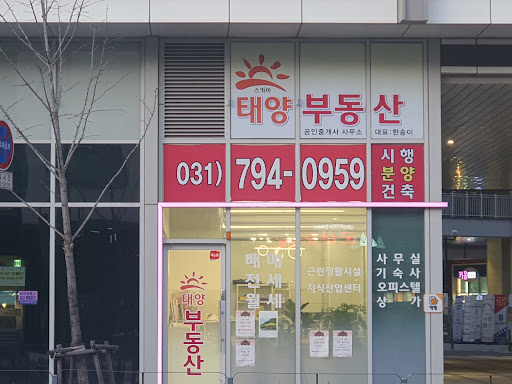 스카이
태양 부동산
공인중개사 사무소 대표:한송이
031) 794-0959
시 행
분 양
건 축
매매
전세
월세
근린생활시설
지식산업센터
사 무 실
기 숙 사
오피스텔
상 가
태양
부동산